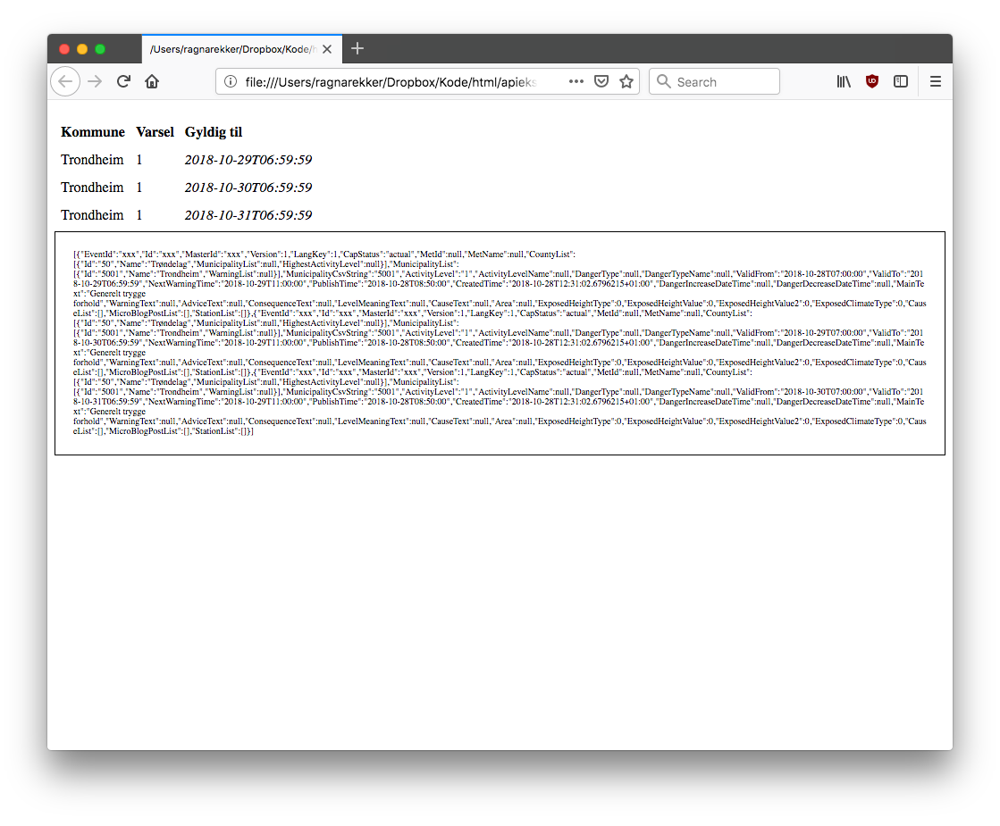 /Users/ragnarekker/Dropbox/Kode/h
file:///Users/ragnarekker/Dropbox/Kode/html/apieks
Search
Kommune Varsel Gyldig til
Trondheim 1 2018-10-29T06:59:59
Trondheim 1 2018-10-30T06:59:59
Trondheim 1 2018-10-31T06:59:59
[{"EventId":"xxx","Id":"xxx","MasterId":"xxx","Version":1,"LangKey":1,"CapStatus":"actual","MetId":null,"MetName":null,"CountyList":
[{"Id":"50","Name":"Trøndelag","MunicipalityList":null,"HighestActivityLevel":null}],"MunicipalityList":
[{"Id":"5001","Name":"Trondheim","WarningList":null}],"MunicipalityCsvString":"5001","ActivityLevel":"1","ActivityLevelName":null,"DangerType":null,"DangerTypeName":null,"ValidFrom":"2018-10-28T07:00:00","ValidTo":"201
8-10-29T06:59:59","NextWarningTime":"2018-10-29T11:00:00","PublishTime":"2018-10-28T08:50:00","CreatedTime":"2018-10-28T12:31:02.6796215+01:00","DangerIncreaseDateTime":null,"DangerDecreaseDateTime":null,"MainTe
xt":"Generelt trygge
forhold","WarningText":null,"AdviceText":null,"ConsequenceText":null,"LevelMeaningText":null,"CauseText":null,"Area":null,"ExposedHeightType":0,"ExposedHeightValue":0,"ExposedHeightValue2":0,"ExposedClimateType":0,"Caus
eList":[],"MicroBlogPostList":[],"StationList":[]},{"EventId":"xxx","Id":"xxx","MasterId":"xxx","Version":1,"LangKey":1,"CapStatus":"actual","MetId":null,"MetName":null,"CountyList":
[{"Id":"50","Name":"Trøndelag","MunicipalityList":null,"HighestActivityLevel":null}],"MunicipalityList":
[{"Id":"5001","Name":"Trondheim","WarningList":null}],"MunicipalityCsvString":"5001","ActivityLevel":"1","ActivityLevelName":null,"DangerType":null,"DangerTypeName":null,"ValidFrom":"2018-10-29T07:00:00","ValidTo":"201
8-10-30T06:59:59","NextWarningTime":"2018-10-29T11:00:00","PublishTime":"2018-10-28T08:50:00","CreatedTime":"2018-10-28T12:31:02.6796215+01:00","DangerIncreaseDateTime":null,"DangerDecreaseDateTime":null,"MainTe
xt":"Generelt trygge
forhold","WarningText":null,"AdviceText":null,"ConsequenceText":null,"LevelMeaningText":null,"CauseText":null,"Area":null,"ExposedHeightType":0,"ExposedHeightValue":0,"ExposedHeightValue2":0,"ExposedClimateType":0,"Caus
eList":[],"MicroBlogPostList":[],"StationList":[]},{"EventId":"xxx","Id":"xxx","MasterId":"xxx","Version":1,"LangKey":1,"CapStatus":"actual","MetId":null,"MetName":null,"CountyList":
[{"Id":"50","Name":"Trøndelag","MunicipalityList":null,"HighestActivityLevel":null}],"MunicipalityList":
[{"Id":"5001","Name":"Trondheim","WarningList":null}],"MunicipalityCsvString":"5001","ActivityLevel":"1","ActivityLevelName":null,"DangerType":null,"DangerTypeName":null,"ValidFrom":"2018-10-30T07:00:00","ValidTo":"201
8-10-31T06:59:59","NextWarningTime":"2018-10-29T11:00:00","PublishTime":"2018-10-28T08:50:00","CreatedTime":"2018-10-28T12:31:02.6796215+01:00","DangerIncreaseDateTime":null,"DangerDecreaseDateTime":null,"MainTe
xt":"Generelt trygge
forhold","WarningText":null,"AdviceText":null,"ConsequenceText":null,"LevelMeaningText":null,"CauseText":null,"Area":null,"ExposedHeightType":0,"ExposedHeightValue":0,"ExposedHeightValue2":0,"ExposedClimateType":0,"Caus
eList":[],"MicroBlogPostList":[],"StationList":[]}]